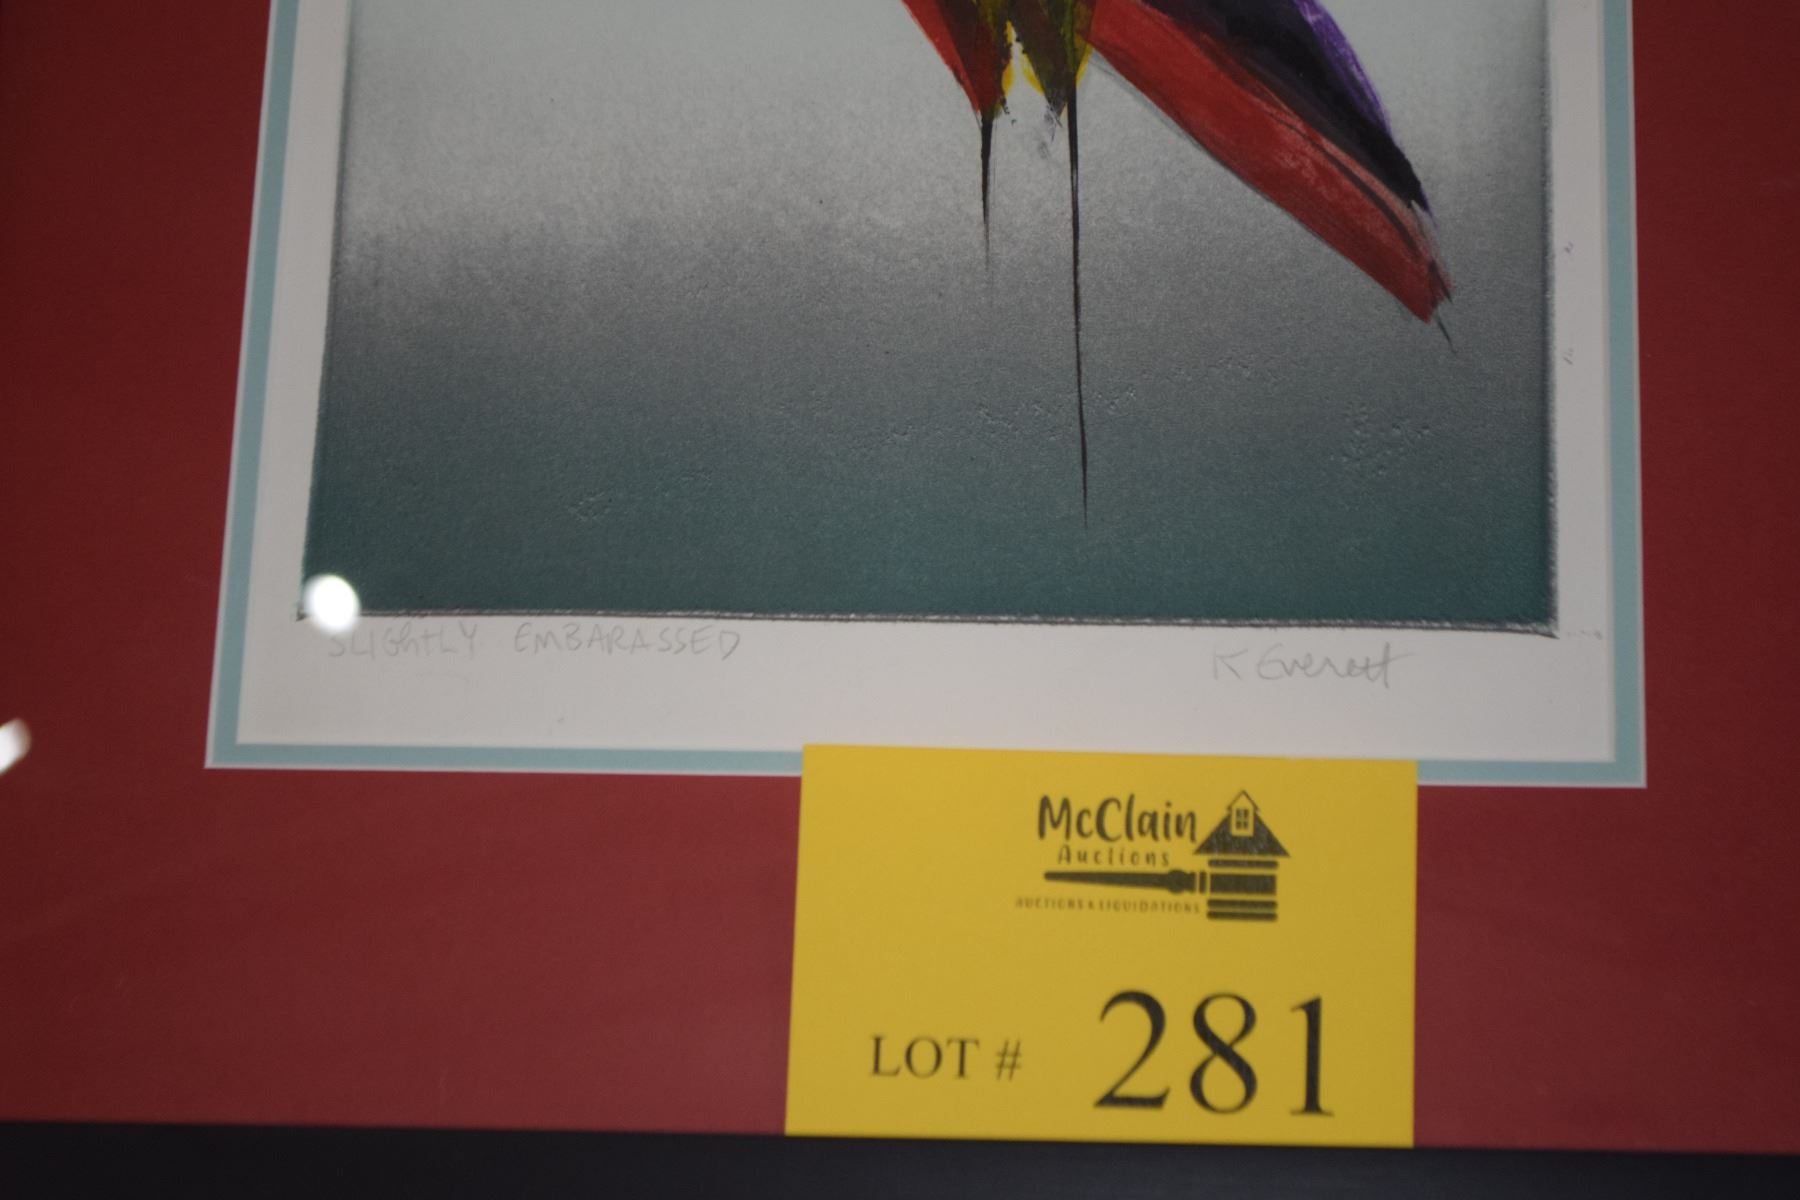 SLIGhtLY EMBARASSED
K Everett
McClain
Auctions
AUCTIONS & LIQUIDATIONS
LOT # 281